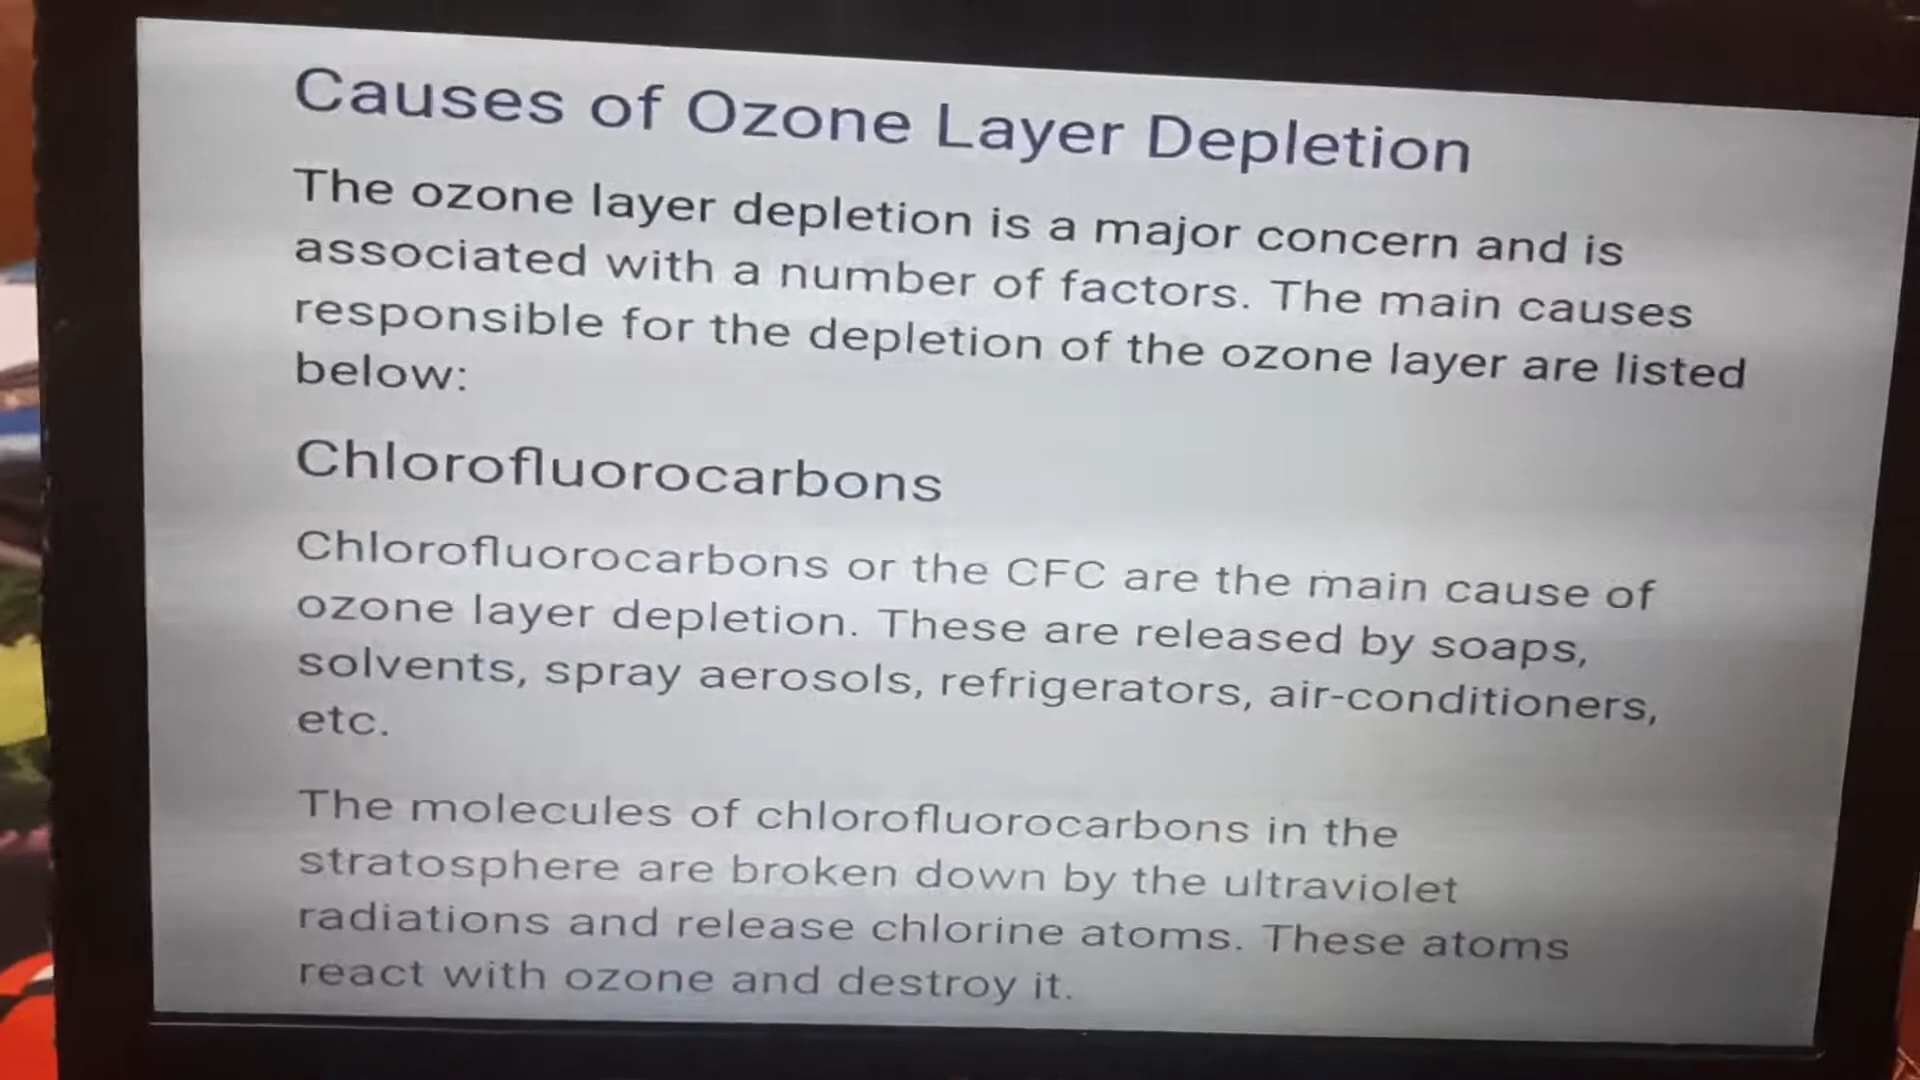 Causes of Ozone Layer Depletion
The ozone layer depletion is a major concern and is
associated with a number of factors. The main causes
responsible for the depletion of the ozone layer are listed
below:
Chlorofluorocarbons
Chlorofluorocarbons or the CFC are the main cause of
ozone layer depletion. These are released by soaps,
solvents, spray aerosols, refrigerators, air-conditioners,
etc.
The molecules of chlorofluorocarbons in the
stratosphere are broken down by the ultraviolet
radiations and release chlorine atoms. These atoms
react with ozone and destroy it.